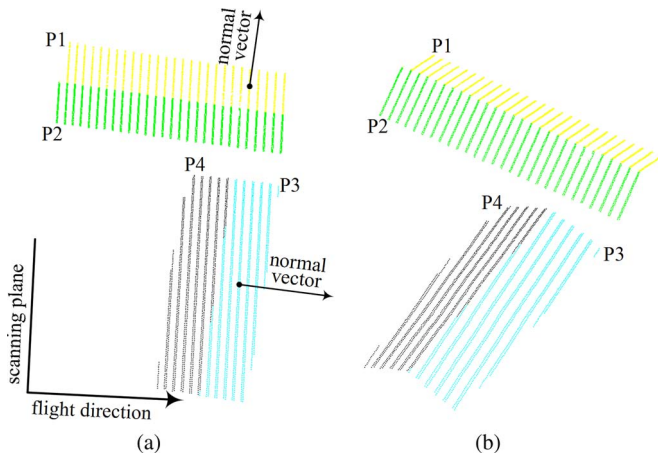 P1
normal
vector
P2
P4
P3
normal
vector
scanning plane
flight direction
(a)
P1
P2
P4
P3
(b)